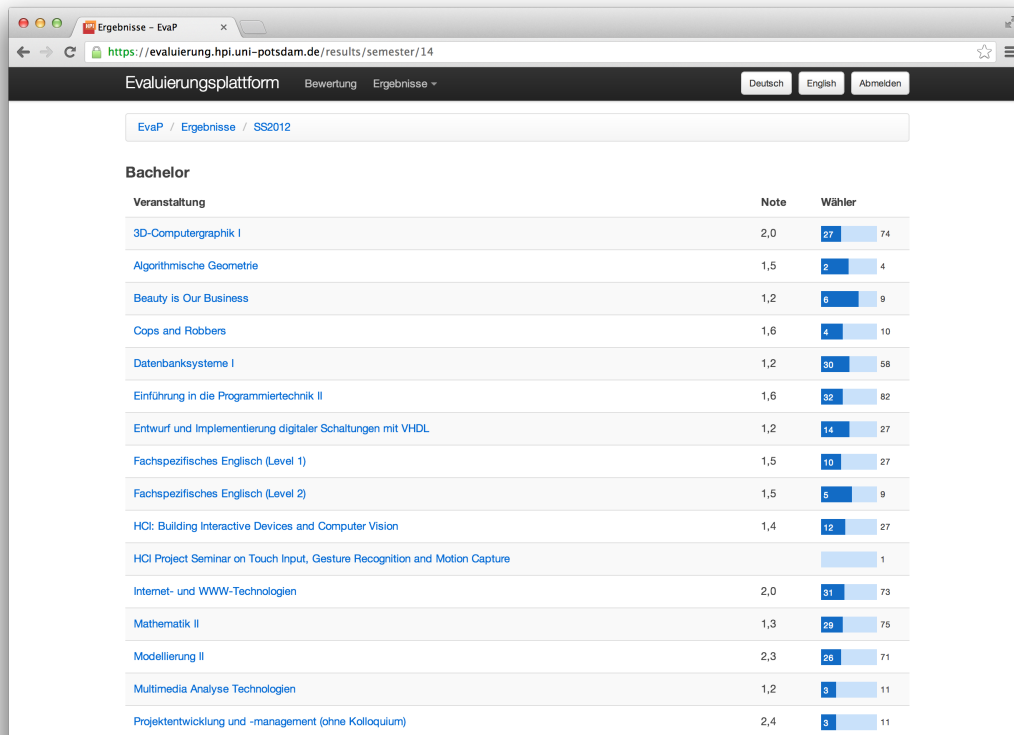 HPI Ergebnisse – EvaP
https://evaluierung.hpi.uni-potsdam.de/results/semester/14
Evaluierungsplattform Bewertung Ergebnisse Deutsch English Abmelden
EvaP / Ergebnisse / SS2012
Bachelor
Veranstaltung Note Wähler
3D-Computergraphik I 2,0 27 74
Algorithmische Geometrie 1,5 2 4
Beauty is Our Business 1,2 6 9
Cops and Robbers 1,6 4 10
Datenbanksysteme I 1,2 30 58
Einführung in die Programmiertechnik II 1,6 32 82
Entwurf und Implementierung digitaler Schaltungen mit VHDL 1,2 14 27
Fachspezifisches Englisch (Level 1) 1,5 10 27
Fachspezifisches Englisch (Level 2) 1,5 5 9
HCI: Building Interactive Devices and Computer Vision 1,4 12 27
HCI Project Seminar on Touch Input, Gesture Recognition and Motion Capture 1
Internet- und WWW-Technologien 2,0 31 73
Mathematik II 1,3 29 75
Modellierung II 2,3 26 71
Multimedia Analyse Technologien 1,2 3 11
Projektentwicklung und -management (ohne Kolloquium) 2,4 3 11